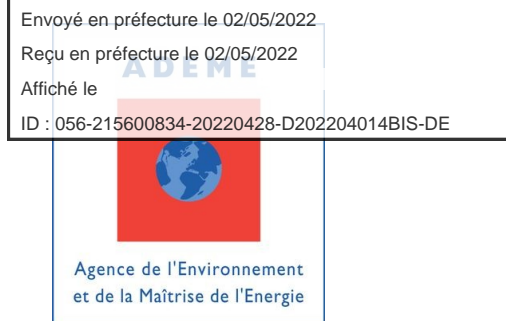 Envoyé en préfecture le 02/05/2022
Reçu en préfecture le 02/05/2022
ADEME
Affiché le
ID : 056-215600834-20220428-D202204014BIS-DE
Agence de l'Environnement
et de la Maîtrise de l'Energie